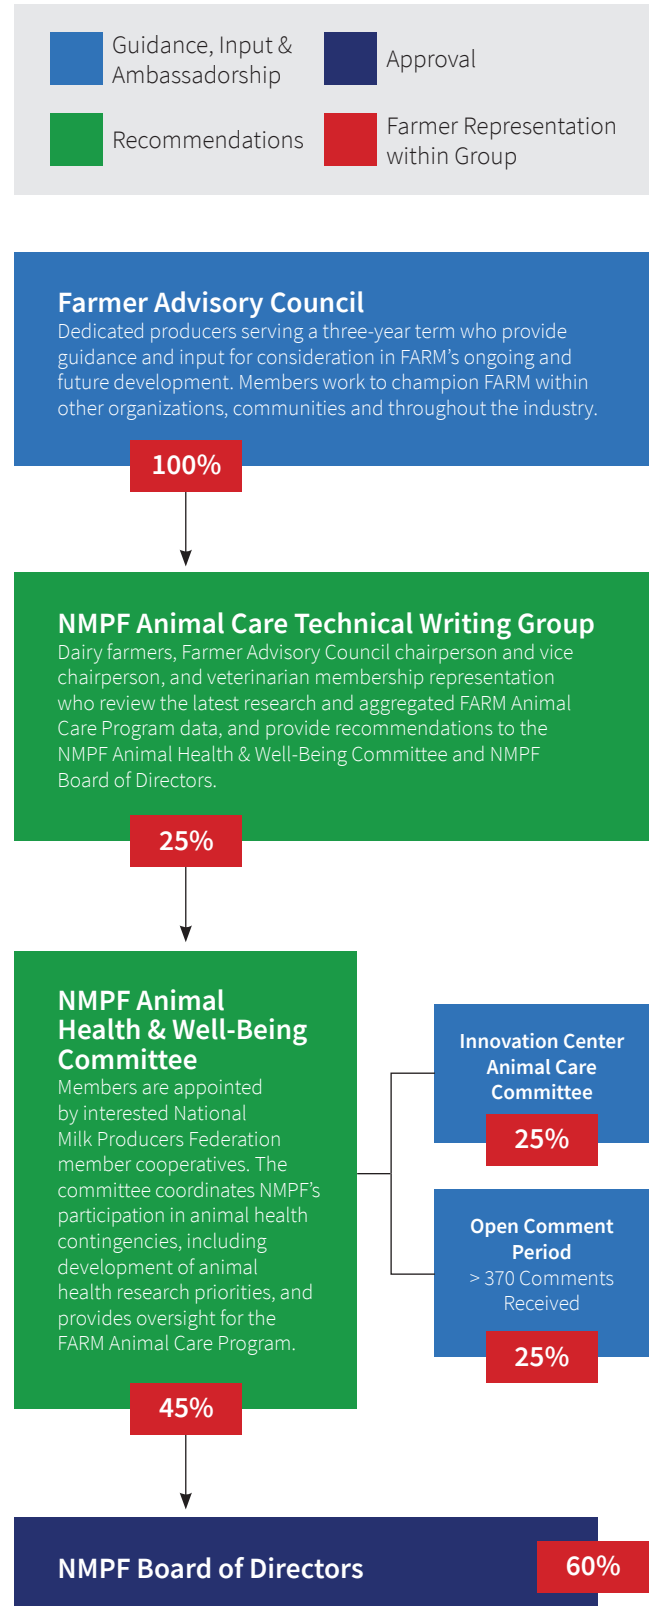 Guidance, Input &
Ambassadorship
Approval
Recommendations
Farmer Representation
within Group
Farmer Advisory Council
Dedicated producers serving a three-year term who provide
guidance and input for consideration in FARM’s ongoing and
future development. Members work to champion FARM within
other organizations, communities and throughout the industry.
100%
NMPF Animal Care Technical Writing Group
Dairy farmers, Farmer Advisory Council chairperson and vice
chairperson, and veterinarian membership representation
who review the latest research and aggregated FARM Animal
Care Program data, and provide recommendations to the
NMPF Animal Health & Well-Being Committee and NMPF
Board of Directors.
25%
NMPF Animal
Health & Well-Being
Committee
Members are appointed
by interested National
Milk Producers Federation
member cooperatives. The
committee coordinates NMPF’s
participation in animal health
contingencies, including
development of animal
health research priorities, and
provides oversight for the
FARM Animal Care Program.
45%
Innovation Center
Animal Care
Committee
25%
Open Comment
Period
> 370 Comments
Received
25%
NMPF Board of Directors
60%